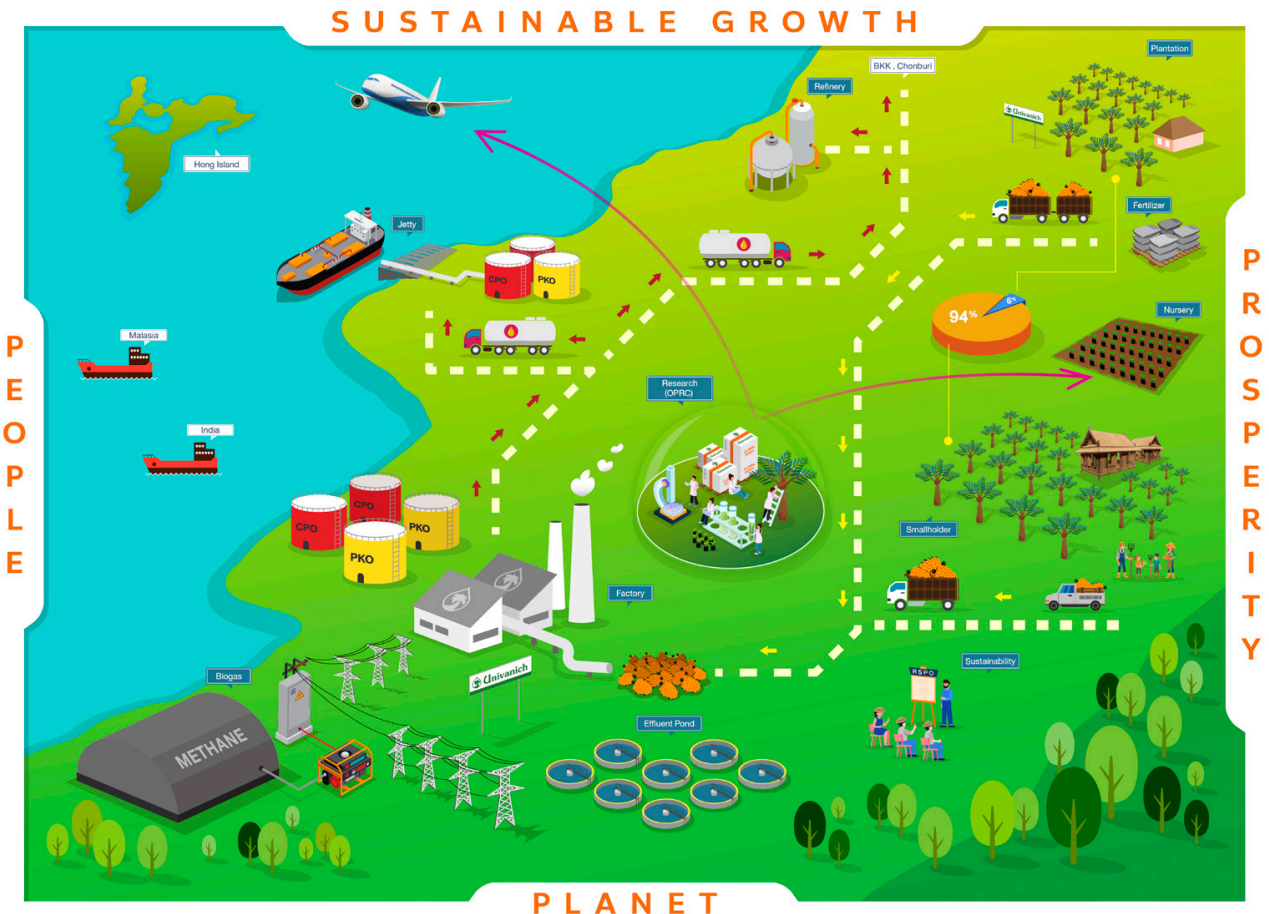 SUSTAINABLE GROWTH
Plantation
BKK , Chonburi
Refinery
Univanich
Hong Island
Fertilizer
Jetty
CPO
PKO
94%
6%
Nursery
Malasia
Research
(OPRC)
India
CPO
CPO
PKO
PKO
Smallholder
Factory
Sustainability
RSPO
Univanich
Biogas
METHANE
Effluent Pond
PEOPLE
PROSPERITY
PLANET